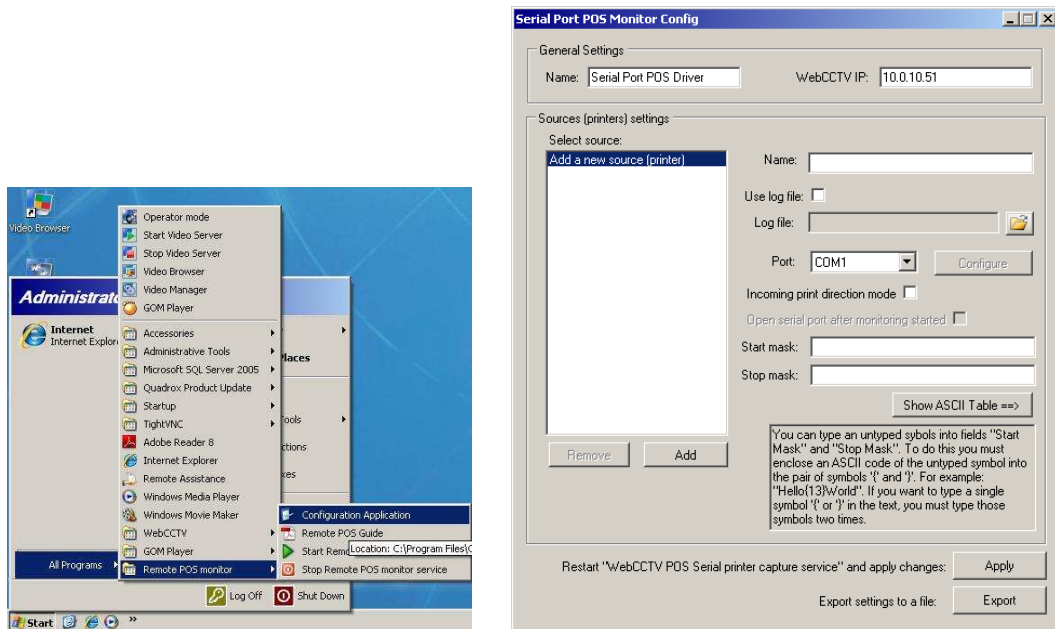 Video Browser
Administrat
Internet
Internet Explor
All Programs
Operator mode
Start Video Server
Stop Video Server
Video Browser
Video Manager
GOM Player
Accessories
Administrative Tools
Microsoft SQL Server 2005
Quadrox Product Update
Startup
TightVNC
Adobe Reader 8
Internet Explorer
Remote Assistance
Windows Media Player
Windows Movie Maker
WebCCTV
GOM Player
Remote POS monitor
laces
ools
ctions
xes
Configuration Application
Remote POS Guide
Start Remo
Location: C:\Program Files\C
Stop Remote POS monitor service
Log Off
Shut Down
Start
»
Serial Port POS Monitor Config
General Settings
Name: Serial Port POS Driver
WebCCTV IP: 10.0.10.51
Sources (printers) settings
Select source:
Add a new source (printer)
Remove
Add
Name:
Use log file:
Log file:
Port: COM1
Configure
Incoming print direction mode
Open serial port after monitoring started
Start mask:
Stop mask:
Show ASCII Table ==>
You can type an untyped sybols into fields "Start
Mask" and "Stop Mask". To do this you must
enclose an ASCII code of the untyped symbol into
the pair of symbols '{' and '}'. For example:
"Hello{13}World". If you want to type a single
symbol '{' or '}' in the text, you must type those
symbols two times.
Restart "WebCCTV POS Serial printer capture service" and apply changes:
Apply
Export settings to a file:
Export